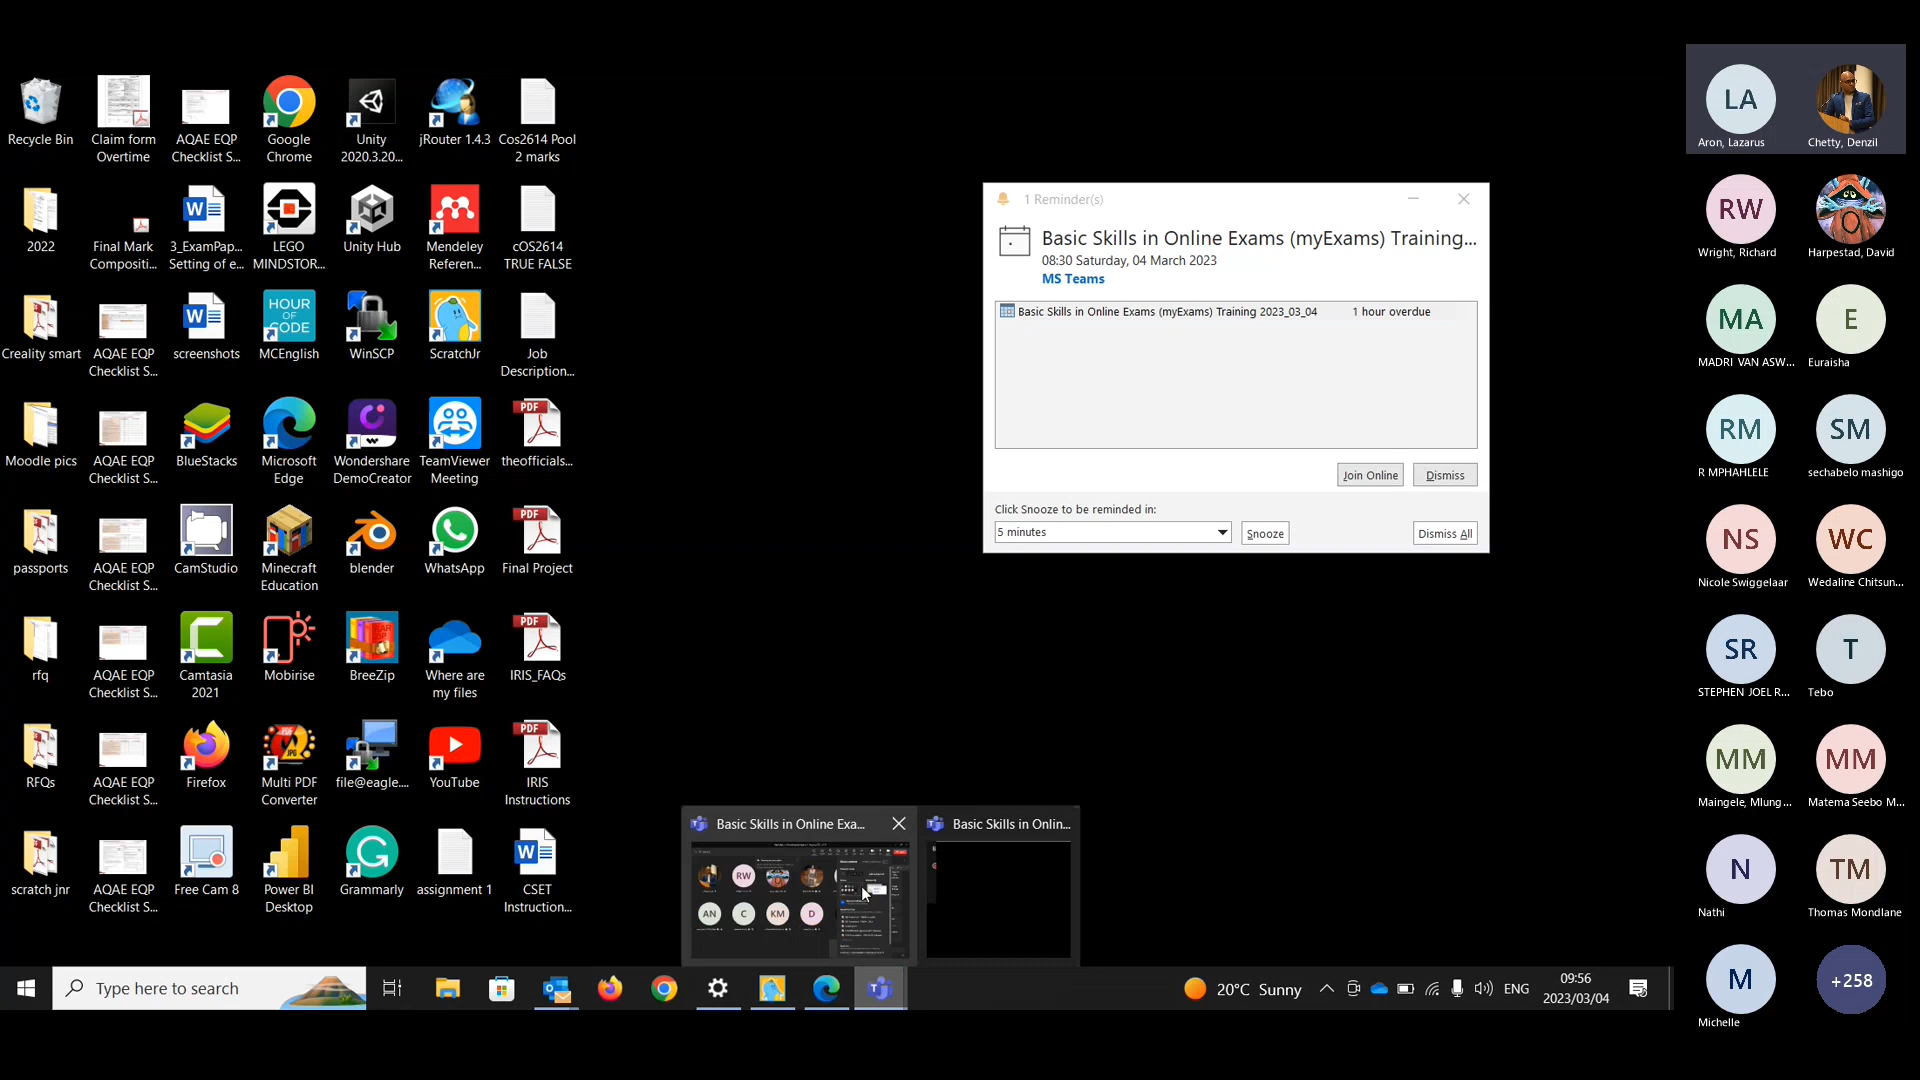 Recycle Bin
Claim form
Overtime
AQAE EQP
Checklist S...
Google
Chrome
Unity
2020.3.20...
jRouter 1.4.3
Cos2614 Pool
2 marks
2022
Final Mark
Compositi...
3_ExamPap...
Setting of e...
LEGO
MINDSTOR...
Unity Hub
Mendeley
Referen...
cOS2614
TRUE FALSE
Creality smart
AQAE EQP
Checklist S...
screenshots
HOUR OF CODE
MCEnglish
WinSCP
ScratchJr
Job
Description...
Moodle pics
AQAE EQP
Checklist S...
BlueStacks
Microsoft
Edge
Wondershare
DemoCreator
TeamViewer
Meeting
PDF
theofficials...
passports
AQAE EQP
Checklist S...
CamStudio
Minecraft
Education
blender
WhatsApp
PDF
Final Project
rfq
AQAE EQP
Checklist S...
Camtasia
2021
Mobirise
BreeZip
Where are
my files
PDF
IRIS_FAQs
RFQs
AQAE EQP
Checklist S...
Firefox
Multi PDF
Converter
file@eagle....
YouTube
PDF
IRIS
Instructions
scratch jnr
AQAE EQP
Checklist S...
Free Cam 8
Power BI
Desktop
Grammarly
assignment 1
CSET
Instruction...
1 Reminder(s)
Basic Skills in Online Exams (myExams) Training...
08:30 Saturday, 04 March 2023
MS Teams
Basic Skills in Online Exams (myExams) Training 2023_03_04 1 hour overdue
Join Online
Dismiss
Click Snooze to be reminded in:
5 minutes
Snooze
Dismiss All
Basic Skills in Online Exa...
Basic Skills in Onlin...
RW
AN
C
KM
D
Type here to search
20°C Sunny
ENG
09:56
2023/03/04
LA
Aron, Lazarus
Chetty, Denzil
RW
Wright, Richard
Harpestad, David
MA
MADRI VAN ASW...
E
Euraisha
RM
R MPHAHLELE
SM
sechabelo mashigo
NS
Nicole Swiggelaar
WC
Wedaline Chitsun...
SR
STEPHEN JOEL R...
T
Tebo
MM
Maingele, Mlung...
MM
Matema Seebo M...
N
Nathi
TM
Thomas Mondlane
M
Michelle
+258